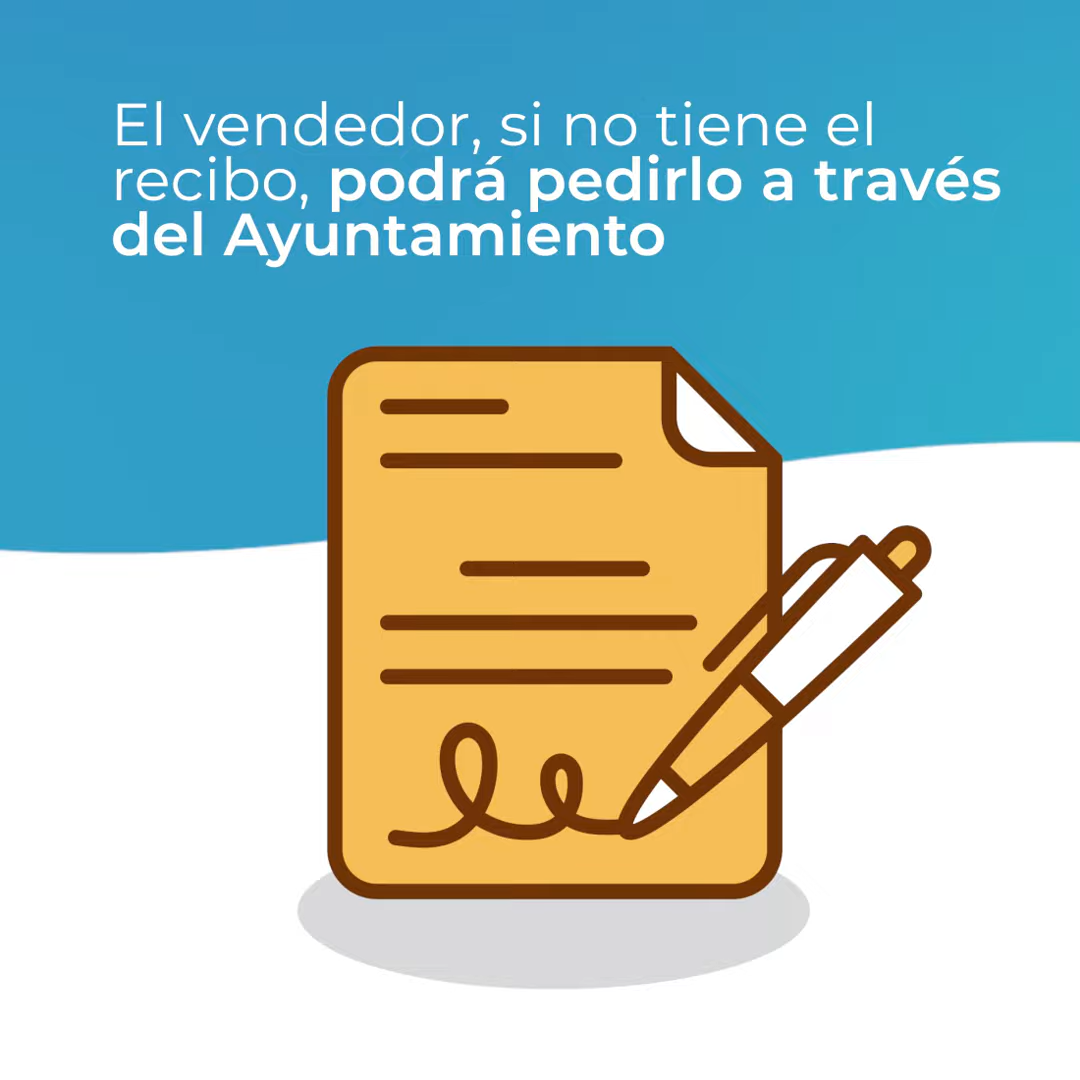 El vendedor, si no tiene el
recibo, podrá pedirlo a través
del Ayuntamiento